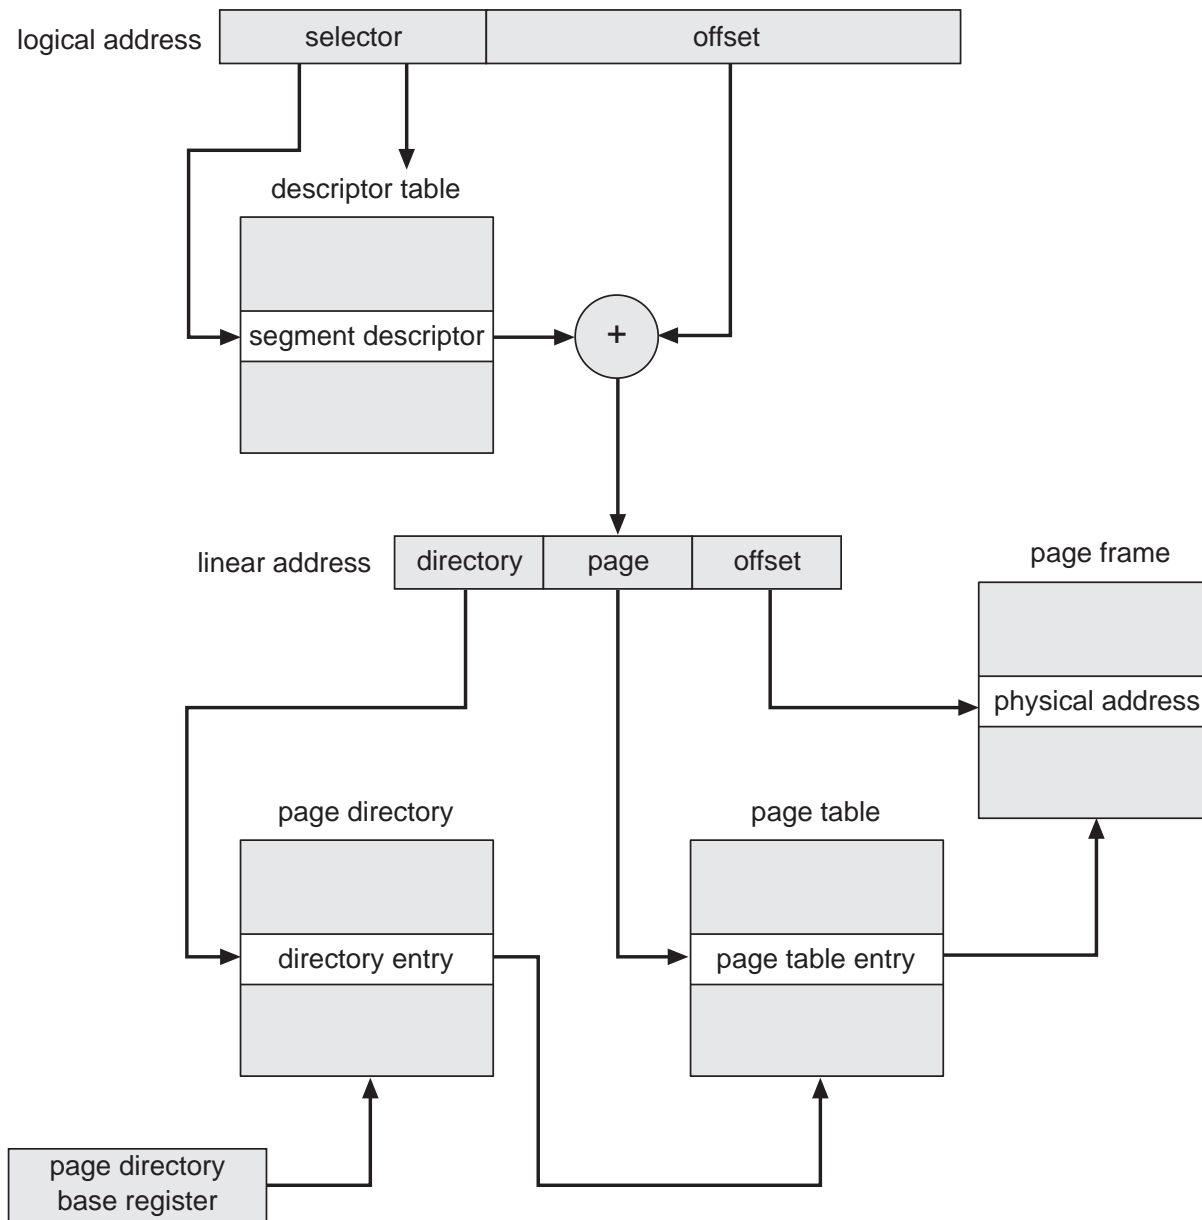 logical address
selector
offset
descriptor table
segment descriptor
+
linear address
directory
page
offset
page frame
physical address
page directory
page table
directory entry
page table entry
page directory
base register